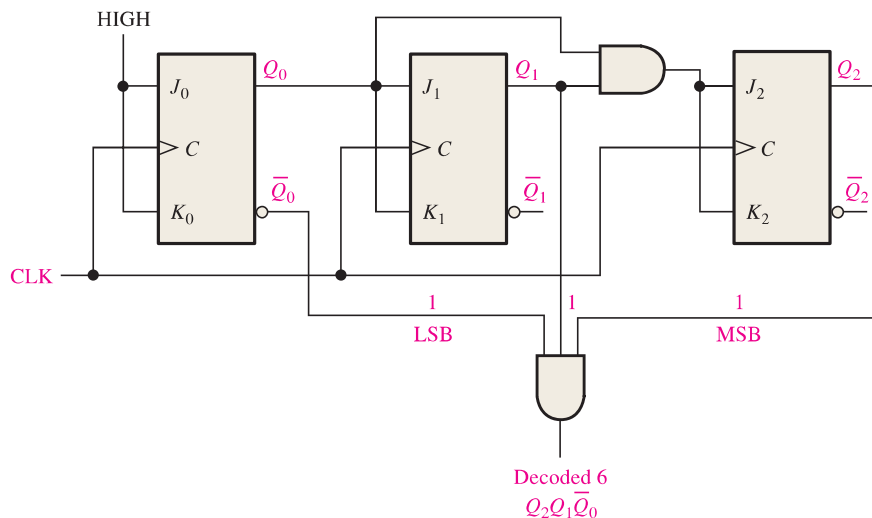 HIGH
Q₀
Q₁
Q₂
J₀
J₁
J₂
C
C
C
Q̅₀
Q̅₁
Q̅₂
K₀
K₁
K₂
CLK
1
1
1
LSB
MSB
Decoded 6
Q₂Q₁Q̅₀